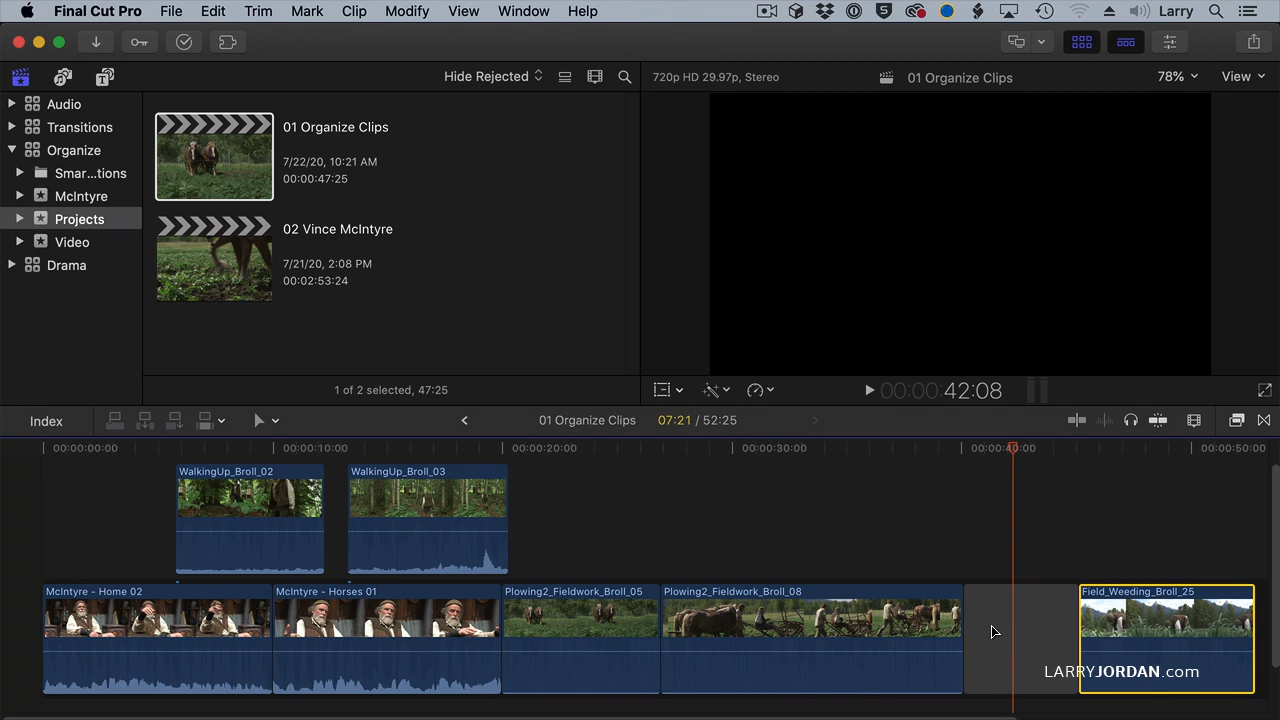 Final Cut Pro File Edit Trim Mark Clip Modify View Window Help Larry
Hide Rejected 720p HD 29.97p, Stereo 01 Organize Clips 78% View
Audio
Transitions
Organize
Smar...tions
McIntyre
Projects
Video
Drama
01 Organize Clips
7/22/20, 10:21 AM
00:00:47:25
02 Vince McIntyre
7/21/20, 2:08 PM
00:02:53:24
1 of 2 selected, 47:25
00:00:42:08
Index 01 Organize Clips 07:21 / 52:25
00:00:00:00 00:00:10:00 00:00:20:00 00:00:30:00 00:00:40:00 00:00:50:00
WalkingUp_Broll_02 WalkingUp_Broll_03
McIntyre - Home 02 McIntyre - Horses 01 Plowing2_Fieldwork_Broll_05 Plowing2_Fieldwork_Broll_08 Field_Weeding_Broll_25
LARRYJORDAN.com